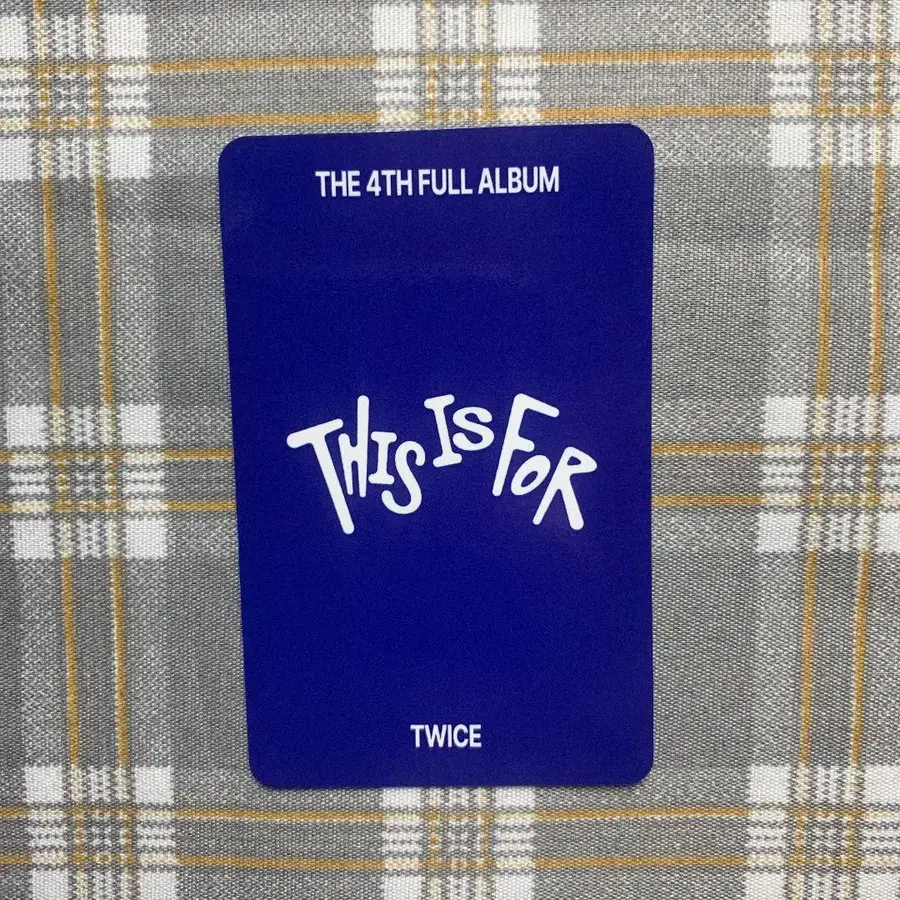 THE 4TH FULL ALBUM
THIS IS FOR
TWICE